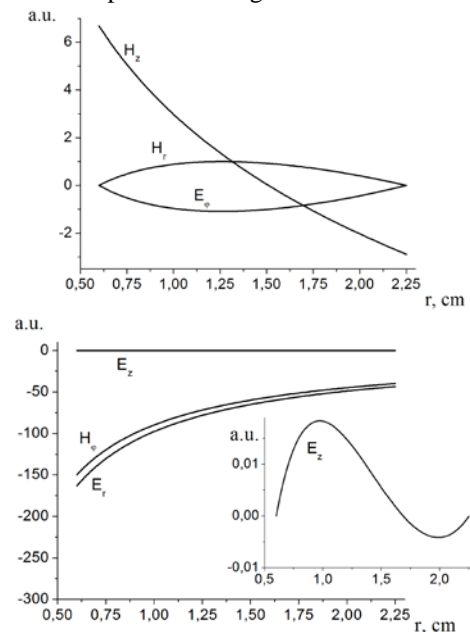 a.u.
6
4
2
0
-2
H_z
H_r
E_φ
0,75 1,00 1,25 1,50 1,75 2,00 2,25
r, cm
a.u.
0
-50
-100
-150
-200
-250
-300
E_z
H_φ
E_r
a.u.
0,01
0,00
-0,01
E_z
0,5 1,0 1,5 2,0
0,50 0,75 1,00 1,25 1,50 1,75 2,00 2,25
r, cm